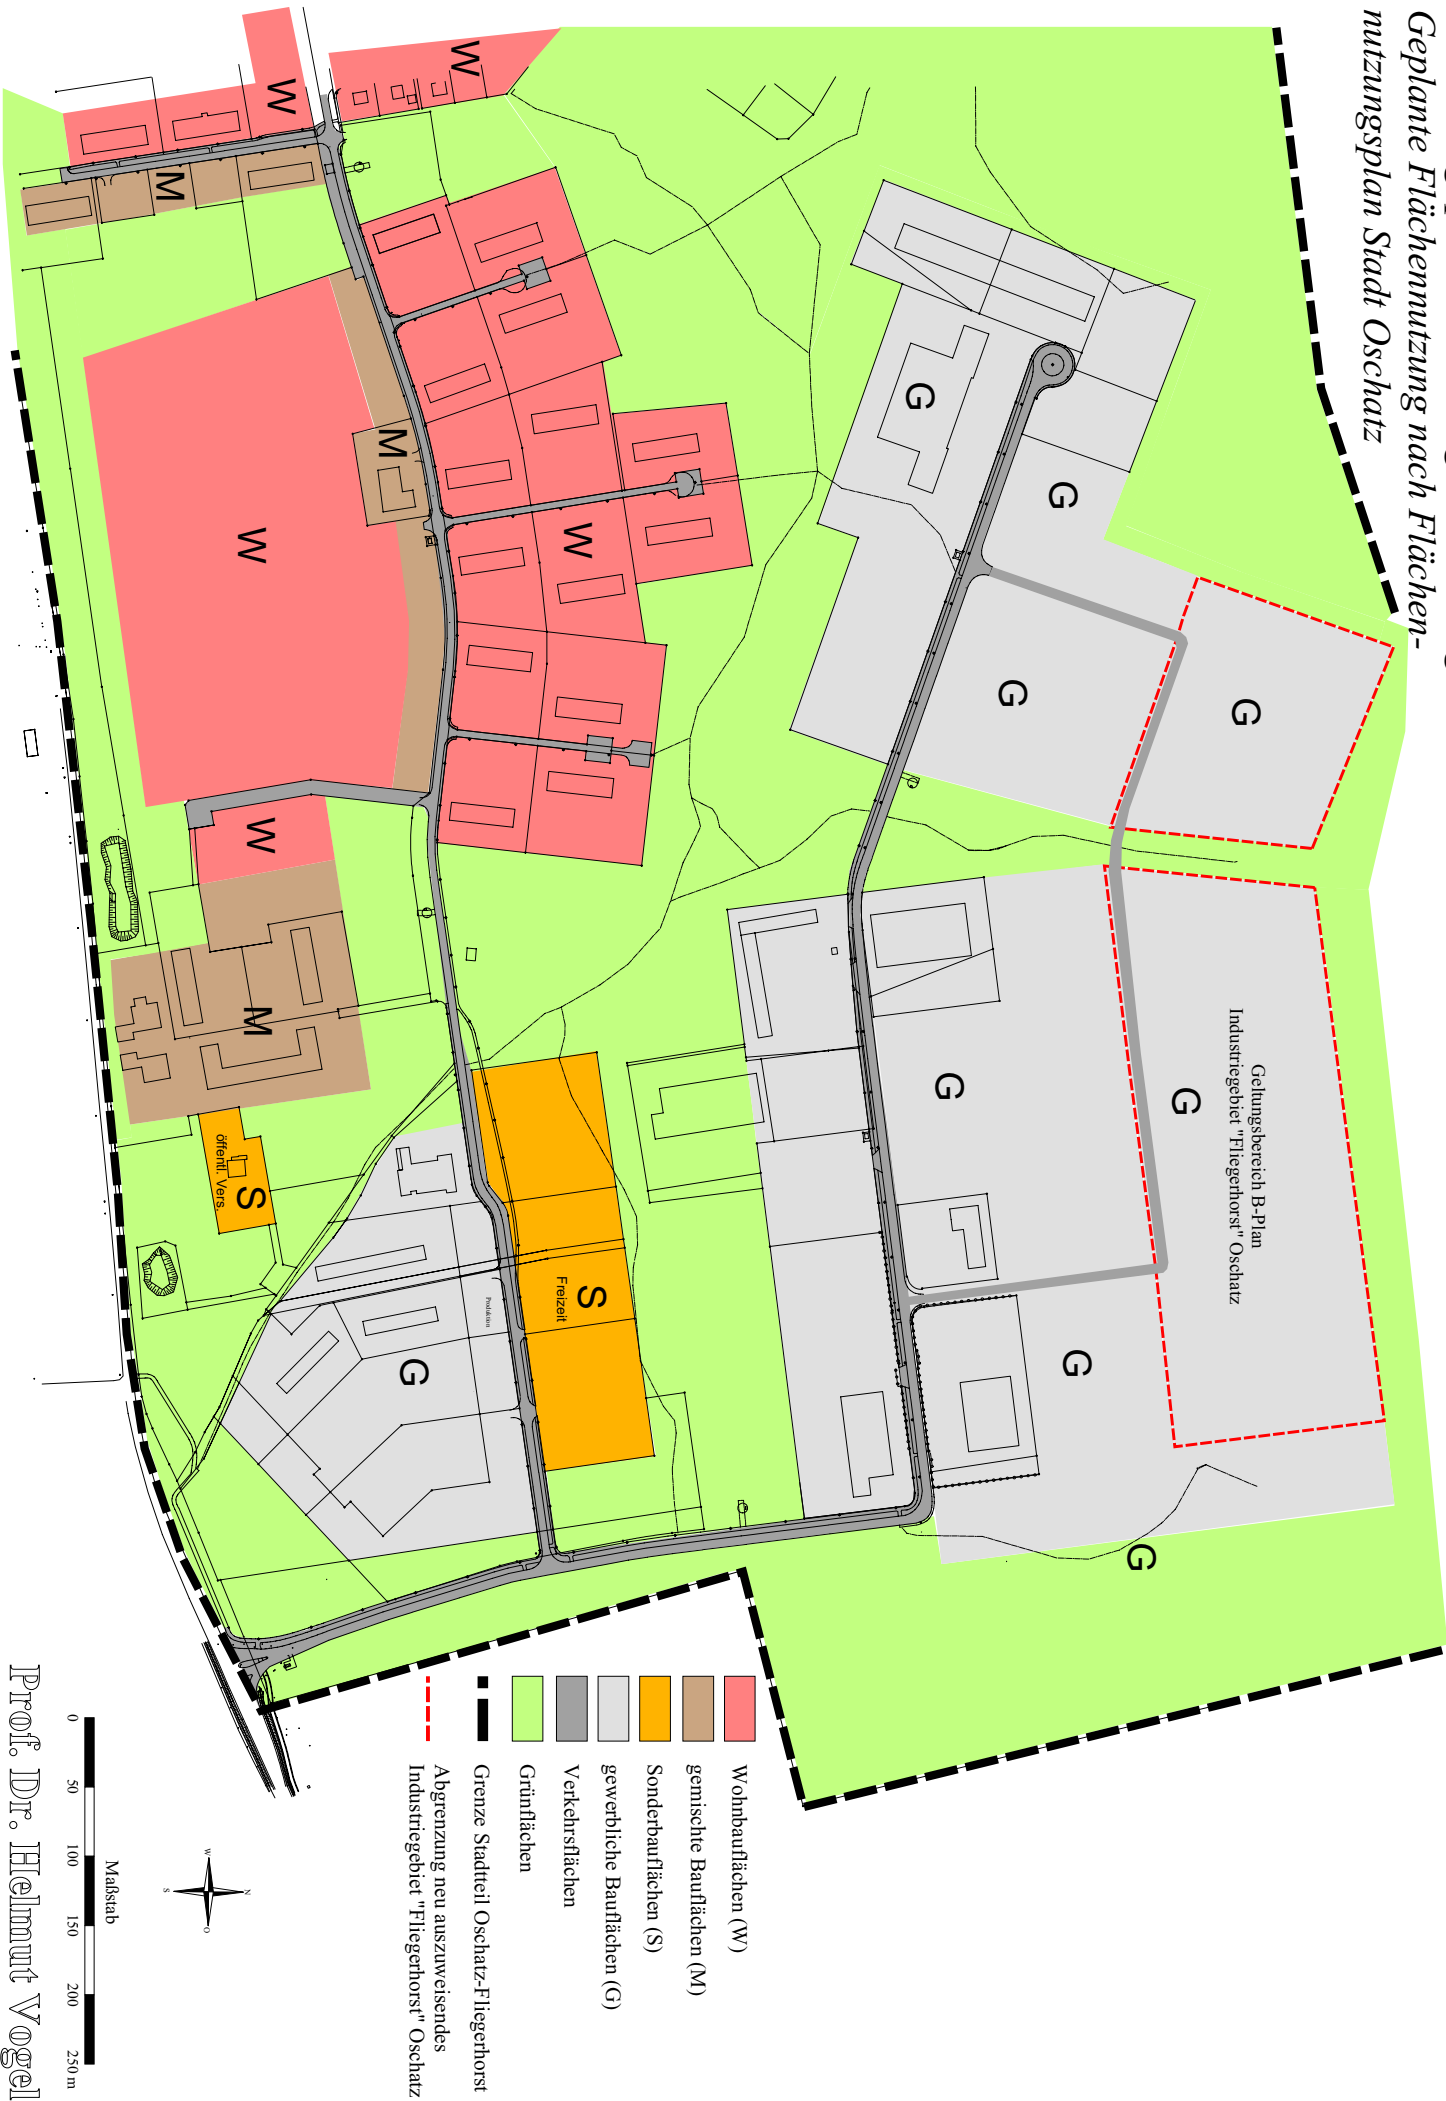 Geplante Flächennutzung nach Flächen-
nutzungsplan Stadt Oschatz
W
W
M
W
M
W
W
M
G
G
G
G
G
G
G
G
G
Geltungsbereich B-Plan
Industriegebiet "Fliegerhorst" Oschatz
S
öffentl. Vers.
S
Freizeit
Produktion
G
Wohnbauflächen (W)
gemischte Bauflächen (M)
Sonderbauflächen (S)
gewerbliche Bauflächen (G)
Verkehrsflächen
Grünflächen
Grenze Stadtteil Oschatz-Fliegerhorst
Abgrenzung neu auszuweisendes
Industriegebiet "Fliegerhorst" Oschatz
N
W
O
S
Maßstab
0 50 100 150 200 250 m
Prof. Dr. Helmut Vogel